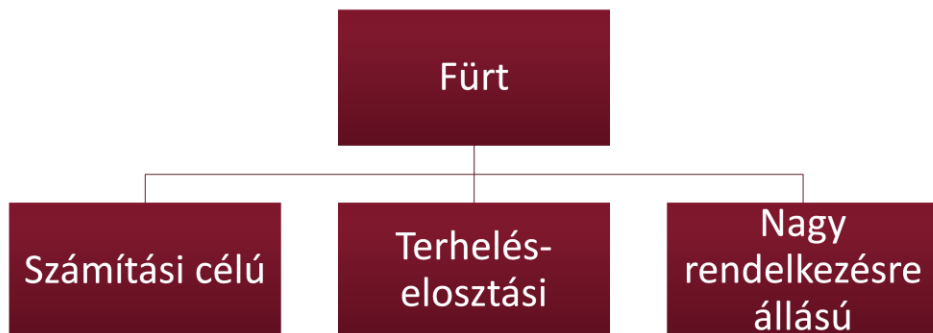 Fürt
Számítási célú
Terhelés-
elosztási
Nagy
rendelkezésre
állású